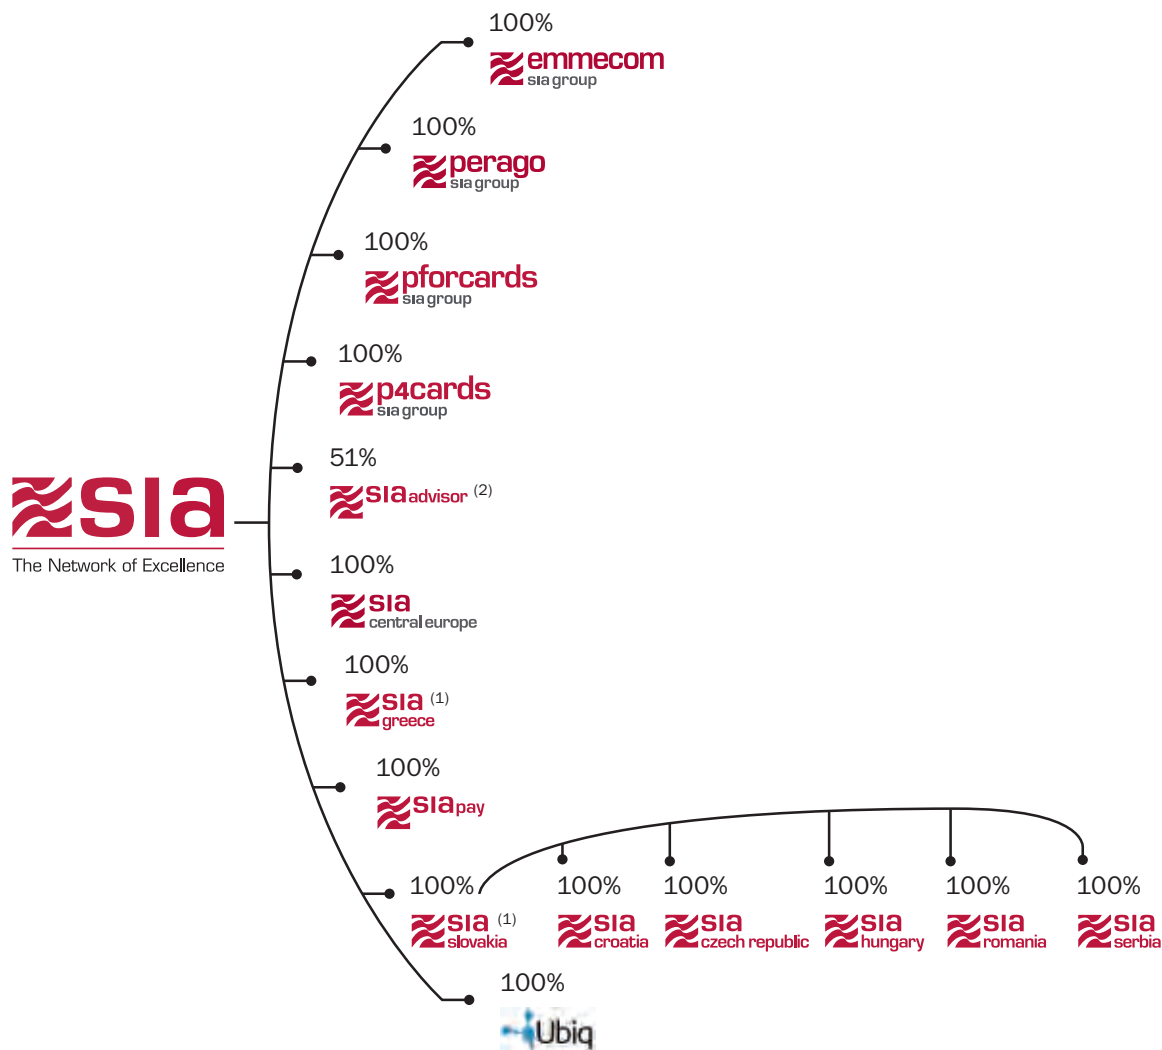 100%
emmecom
sia group
100%
perago
sia group
100%
pforcards
sia group
100%
p4cards
sia group
51%
sia advisor (2)
sia
The Network of Excellence
100%
sia
central europe
100%
sia (1)
greece
100%
sia pay
100% 100% 100% 100% 100% 100%
sia (1) sia sia sia sia sia
slovakia croatia czech republic hungary romania serbia
100%
Ubiq